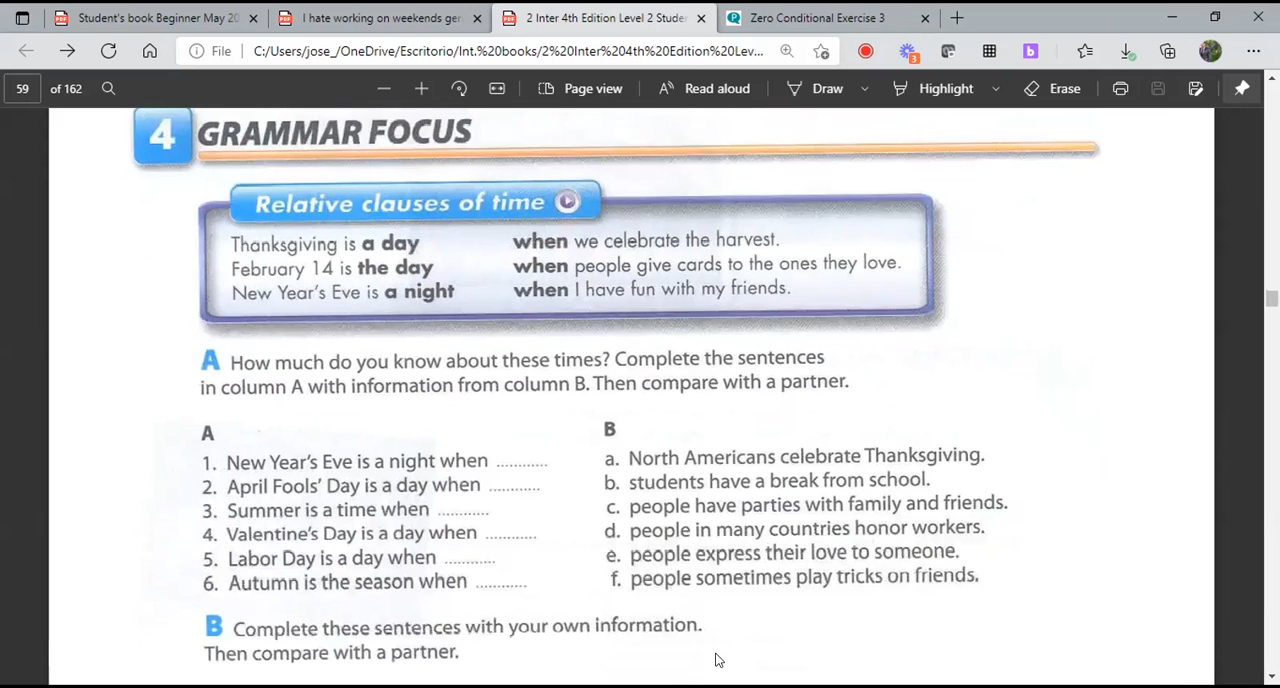 Student's book Beginner May 20
I hate working on weekends ger
2 Inter 4th Edition Level 2 Stude
Zero Conditional Exercise 3
File
C:/Users/jose_/OneDrive/Escritorio/Int.%20books/2%20Inter%204th%20Edition%20Lev...
3
b
59 of 162
Page view
Read aloud
Draw
Highlight
Erase
4 GRAMMAR FOCUS
Relative clauses of time
Thanksgiving is a day when we celebrate the harvest.
February 14 is the day when people give cards to the ones they love.
New Year's Eve is a night when I have fun with my friends.
A How much do you know about these times? Complete the sentences
in column A with information from column B. Then compare with a partner.
A
1. New Year's Eve is a night when ...........
2. April Fools' Day is a day when ...........
3. Summer is a time when ...........
4. Valentine's Day is a day when ...........
5. Labor Day is a day when ...........
6. Autumn is the season when ...........
B
a. North Americans celebrate Thanksgiving.
b. students have a break from school.
c. people have parties with family and friends.
d. people in many countries honor workers.
e. people express their love to someone.
f. people sometimes play tricks on friends.
B Complete these sentences with your own information.
Then compare with a partner.